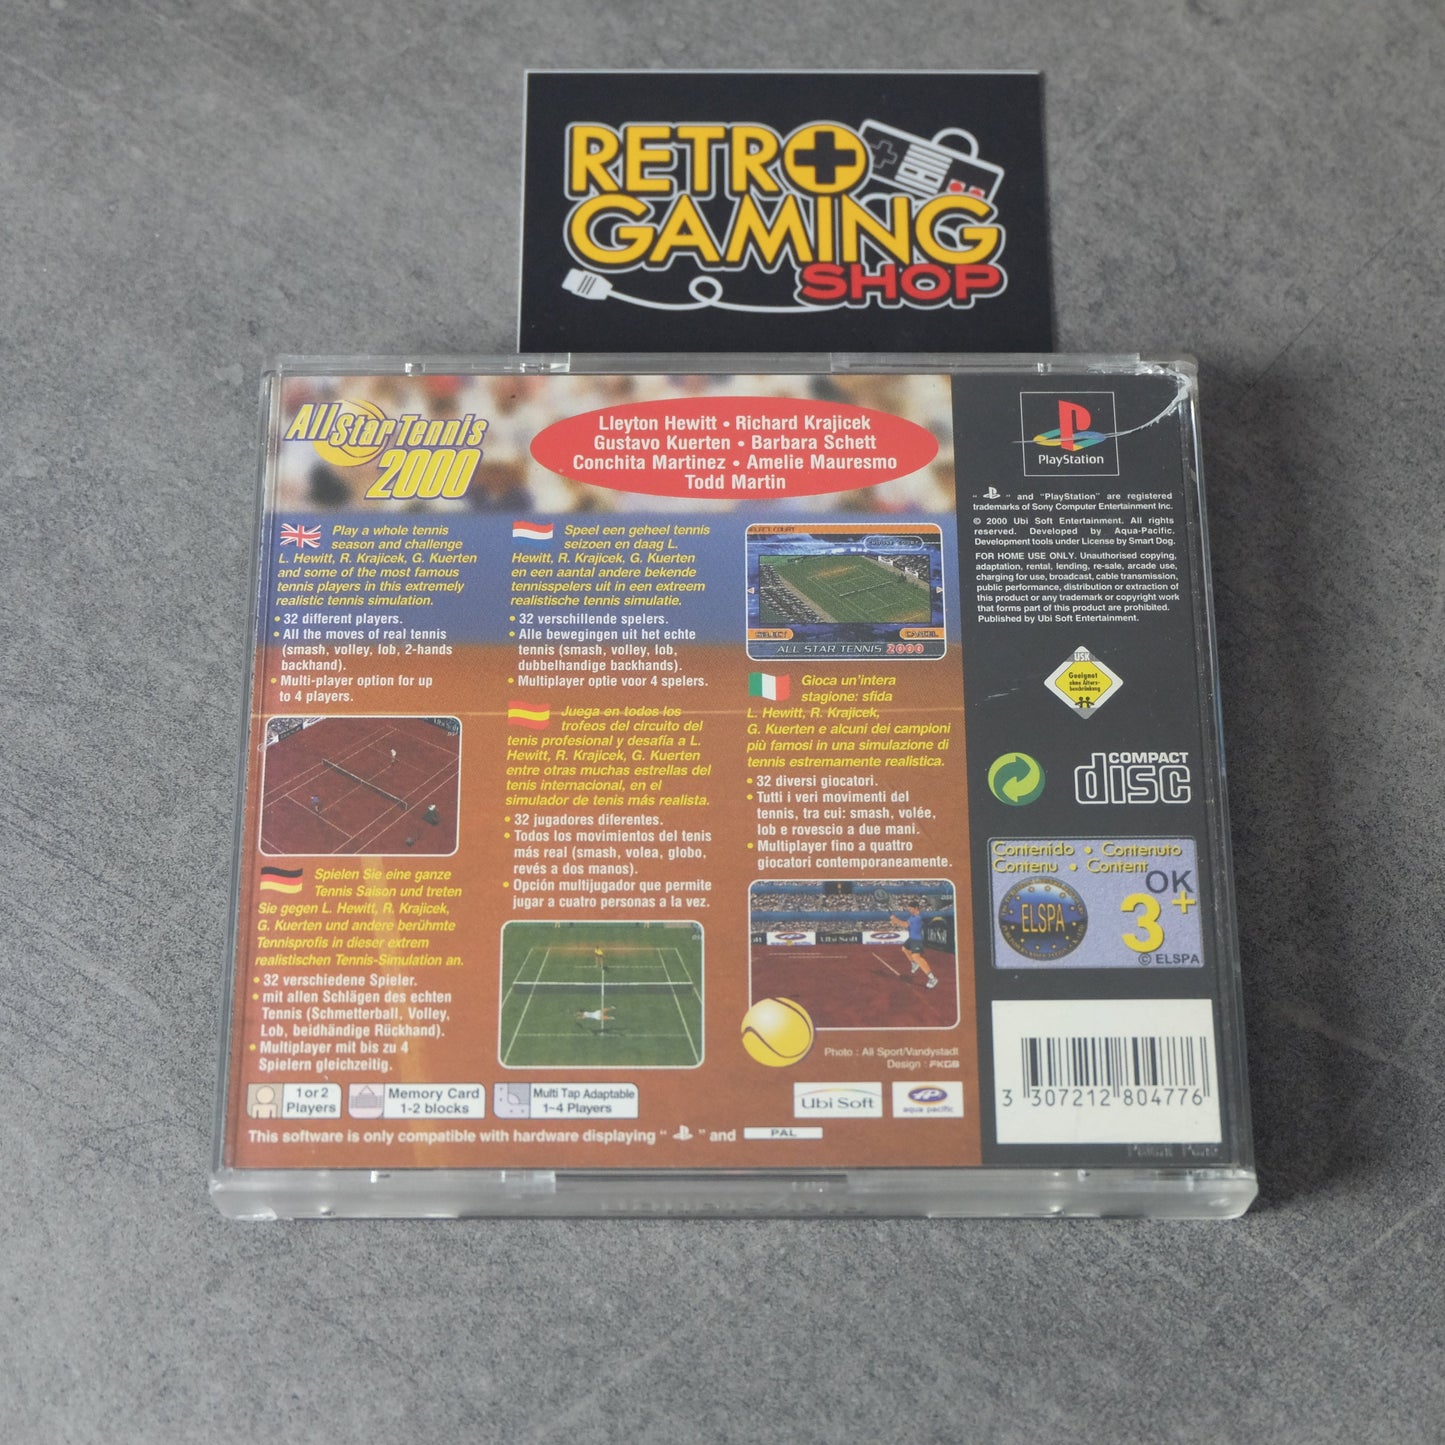 RETRO
GAMING
SHOP
All Star Tennis
2000
Lleyton Hewitt • Richard Krajicek
Gustavo Kuerten • Barbara Schett
Conchita Martinez • Amelie Mauresmo
Todd Martin
Play a whole tennis
season and challenge
L. Hewitt, R. Krajicek, G. Kuerten
and some of the most famous
tennis players in this extremely
realistic tennis simulation.
• 32 different players.
• All the moves of real tennis
(smash, volley, lob, 2-hands
backhand).
• Multi-player option for up
to 4 players.
Spielen Sie eine ganze
Tennis Saison und treten
Sie gegen L. Hewitt, R. Krajicek,
G. Kuerten und andere berühmte
Tennisprofis in dieser extrem
realistischen Tennis-Simulation an.
• 32 verschiedene Spieler.
• mit allen Schlägen des echten
Tennis (Schmetterball, Volley,
Lob, beidhändige Rückhand).
• Multiplayer mit bis zu 4
Spielern gleichzeitig.
Speel een geheel tennis
seizoen en daag L.
Hewitt, R. Krajicek, G. Kuerten
en een aantal andere bekende
tennisspelers uit in een extreem
realistische tennis simulatie.
• 32 verschillende spelers.
• Alle bewegingen uit het echte
tennis (smash, volley, lob,
dubbelhandige backhands).
• Multiplayer optie voor 4 spelers.
Juega en todos los
trofeos del circuito del
tenis profesional y desafía a L.
Hewitt, R. Krajicek, G. Kuerten
entre otras muchas estrellas del
tenis internacional, en el
simulador de tenis más realista.
• 32 jugadores diferentes.
• Todos los movimientos del tenis
más real (smash, volea, globo,
revés a dos manos).
• Opción multijugador que permite
jugar a cuatro personas a la vez.
SELECT COURT
SELECT
CANCEL
ALL STAR TENNIS 2000
Gioca un'intera
stagione: sfida
L. Hewitt, R. Krajicek,
G. Kuerten e alcuni dei campioni
più famosi in una simulazione di
tennis estremamente realistica.
• 32 diversi giocatori.
• Tutti i veri movimenti del
tennis, tra cui: smash, volée,
lob e rovescio a due mani.
• Multiplayer fino a quattro
giocatori contemporaneamente.
Ubi Soft
Photo : All Sport/Vandystadt
Design : PKGB
1 or 2
Players
Memory Card
1-2 blocks
Multi Tap Adaptable
1~4 Players
Ubi Soft
aqua pacific
This software is only compatible with hardware displaying " " and PAL
PlayStation
" " and "PlayStation" are registered
trademarks of Sony Computer Entertainment Inc.
© 2000 Ubi Soft Entertainment. All rights
reserved. Developed by Aqua-Pacific.
Development tools under License by Smart Dog.
FOR HOME USE ONLY. Unauthorised copying,
adaptation, rental, lending, re-sale, arcade use,
charging for use, broadcast, cable transmission,
public performance, distribution or extraction of
this product or any trademark or copyright work
that forms part of this product are prohibited.
Published by Ubi Soft Entertainment.
USK
Geeignet
ohne Alters-
beschränkung
COMPACT
disc
Contenido • Contenuto
Contenu • Content
OK
3+
ELSPA
© ELSPA
3 307212 804776